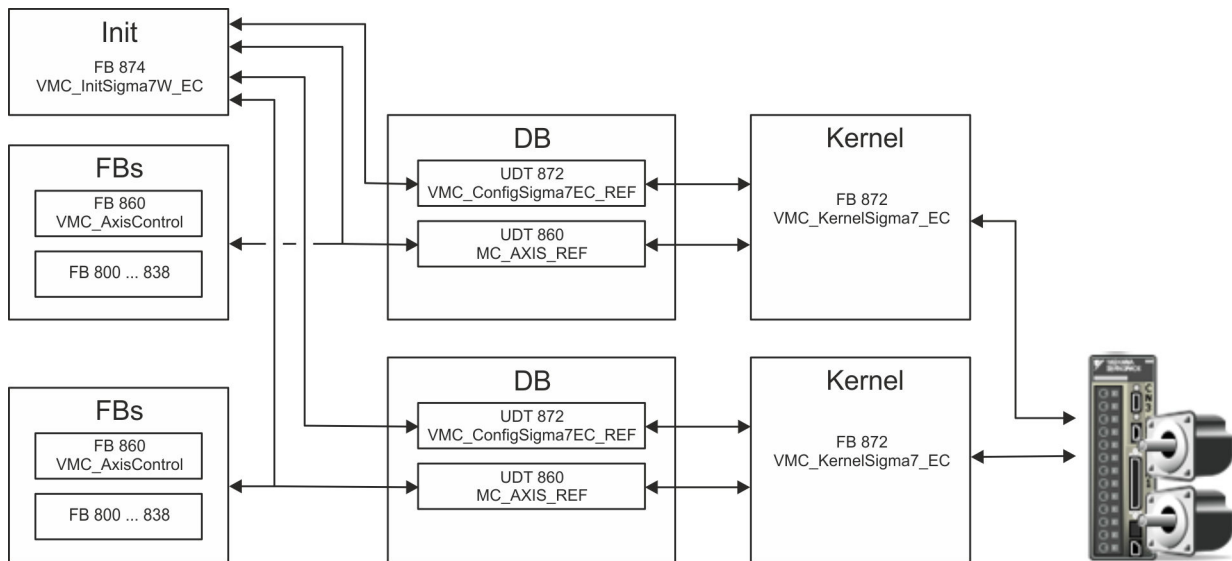 Init
FB 874
VMC_InitSigma7W_EC
FBs
FB 860
VMC_AxisControl
FB 800 ... 838
DB
UDT 872
VMC_ConfigSigma7EC_REF
UDT 860
MC_AXIS_REF
Kernel
FB 872
VMC_KernelSigma7_EC
FBs
FB 860
VMC_AxisControl
FB 800 ... 838
DB
UDT 872
VMC_ConfigSigma7EC_REF
UDT 860
MC_AXIS_REF
Kernel
FB 872
VMC_KernelSigma7_EC